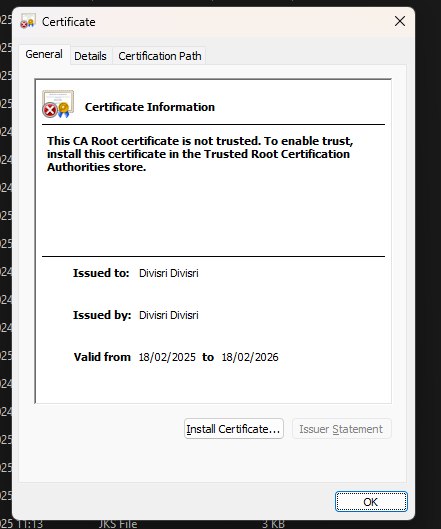 Certificate
General
Details
Certification Path
Certificate Information
This CA Root certificate is not trusted. To enable trust,
install this certificate in the Trusted Root Certification
Authorities store.
Issued to: Divisri Divisri
Issued by: Divisri Divisri
Valid from 18/02/2025 to 18/02/2026
Install Certificate...
Issuer Statement
OK
11:13 JKS File 3 KB